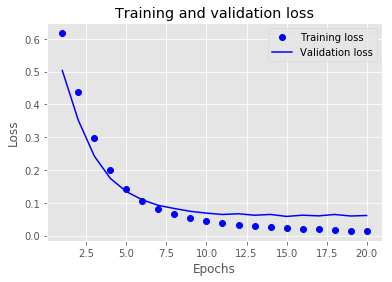 Training and validation loss
Training loss
Validation loss
0.6
0.5
0.4
0.3
0.2
0.1
0.0
Loss
2.5 5.0 7.5 10.0 12.5 15.0 17.5 20.0
Epochs